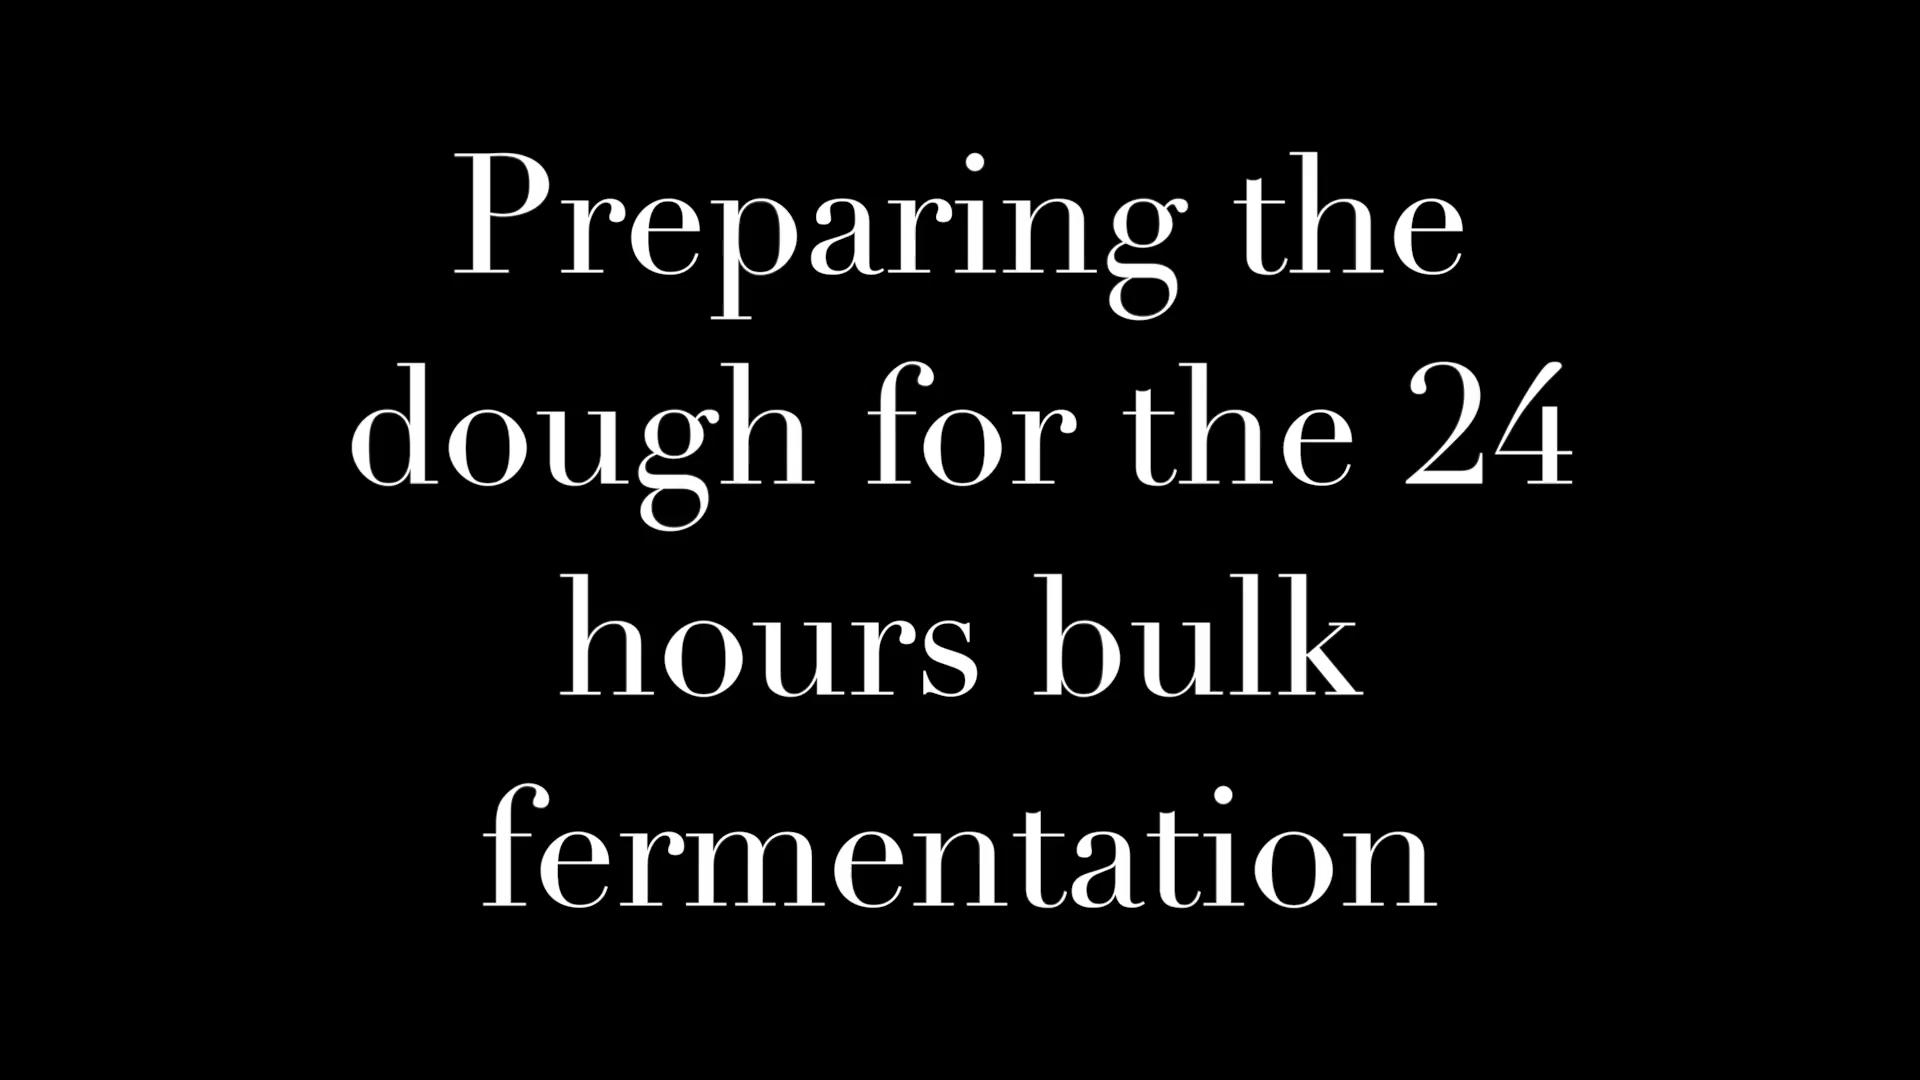 Preparing the
dough for the 24
hours bulk
fermentation